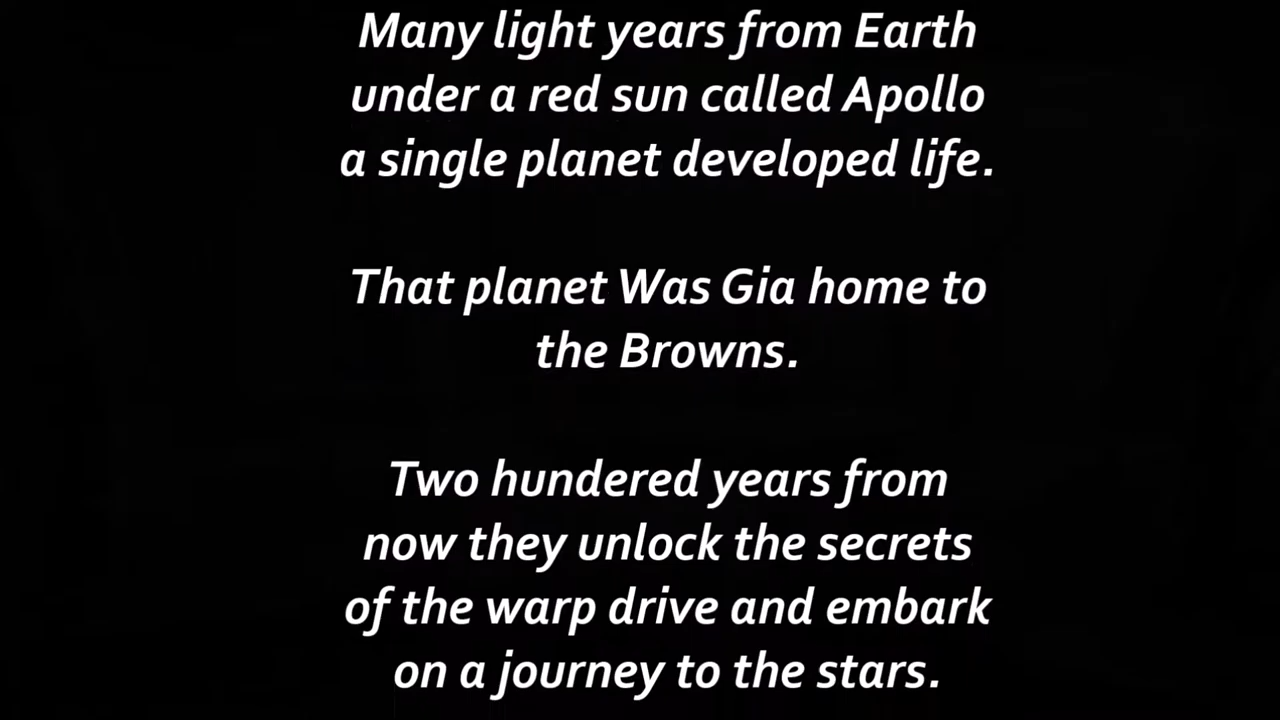 Many light years from Earth
under a red sun called Apollo
a single planet developed life.
That planet Was Gia home to
the Browns.
Two hundered years from
now they unlock the secrets
of the warp drive and embark
on a journey to the stars.